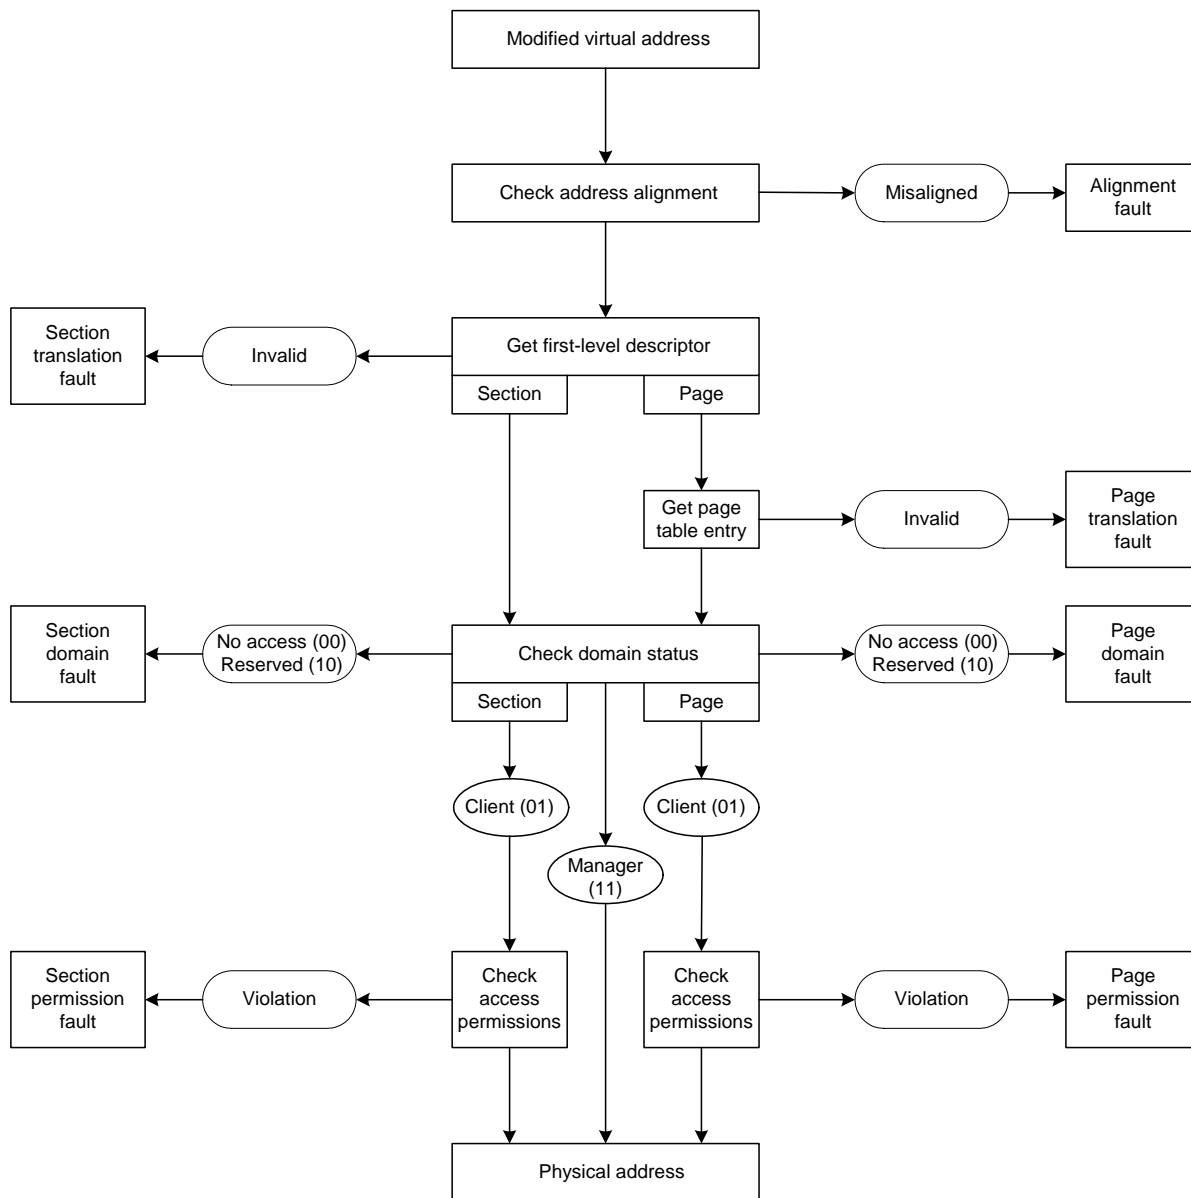 Modified virtual address
Check address alignment
Misaligned
Alignment
fault
Section
translation
fault
Invalid
Get first-level descriptor
Section
Page
Get page
table entry
Invalid
Page
translation
fault
Section
domain
fault
No access (00)
Reserved (10)
Check domain status
No access (00)
Reserved (10)
Page
domain
fault
Section
Page
Client (01)
Client (01)
Manager
(11)
Section
permission
fault
Violation
Check
access
permissions
Check
access
permissions
Violation
Page
permission
fault
Physical address